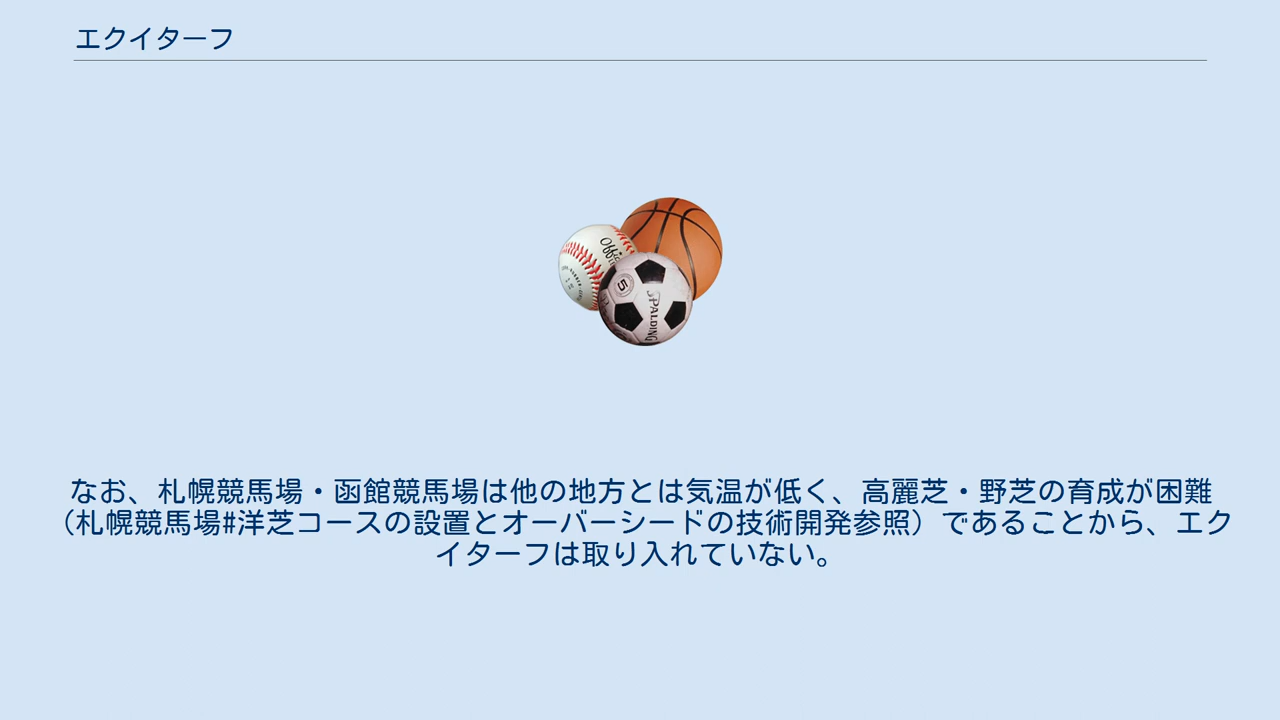 エクイターフ
Offi
5
SPALDING
なお、札幌競馬場・函館競馬場は他の地方とは気温が低く、高麗芝・野芝の育成が困難
（札幌競馬場#洋芝コースの設置とオーバーシードの技術開発参照）であることから、エク
イターフは取り入れていない。